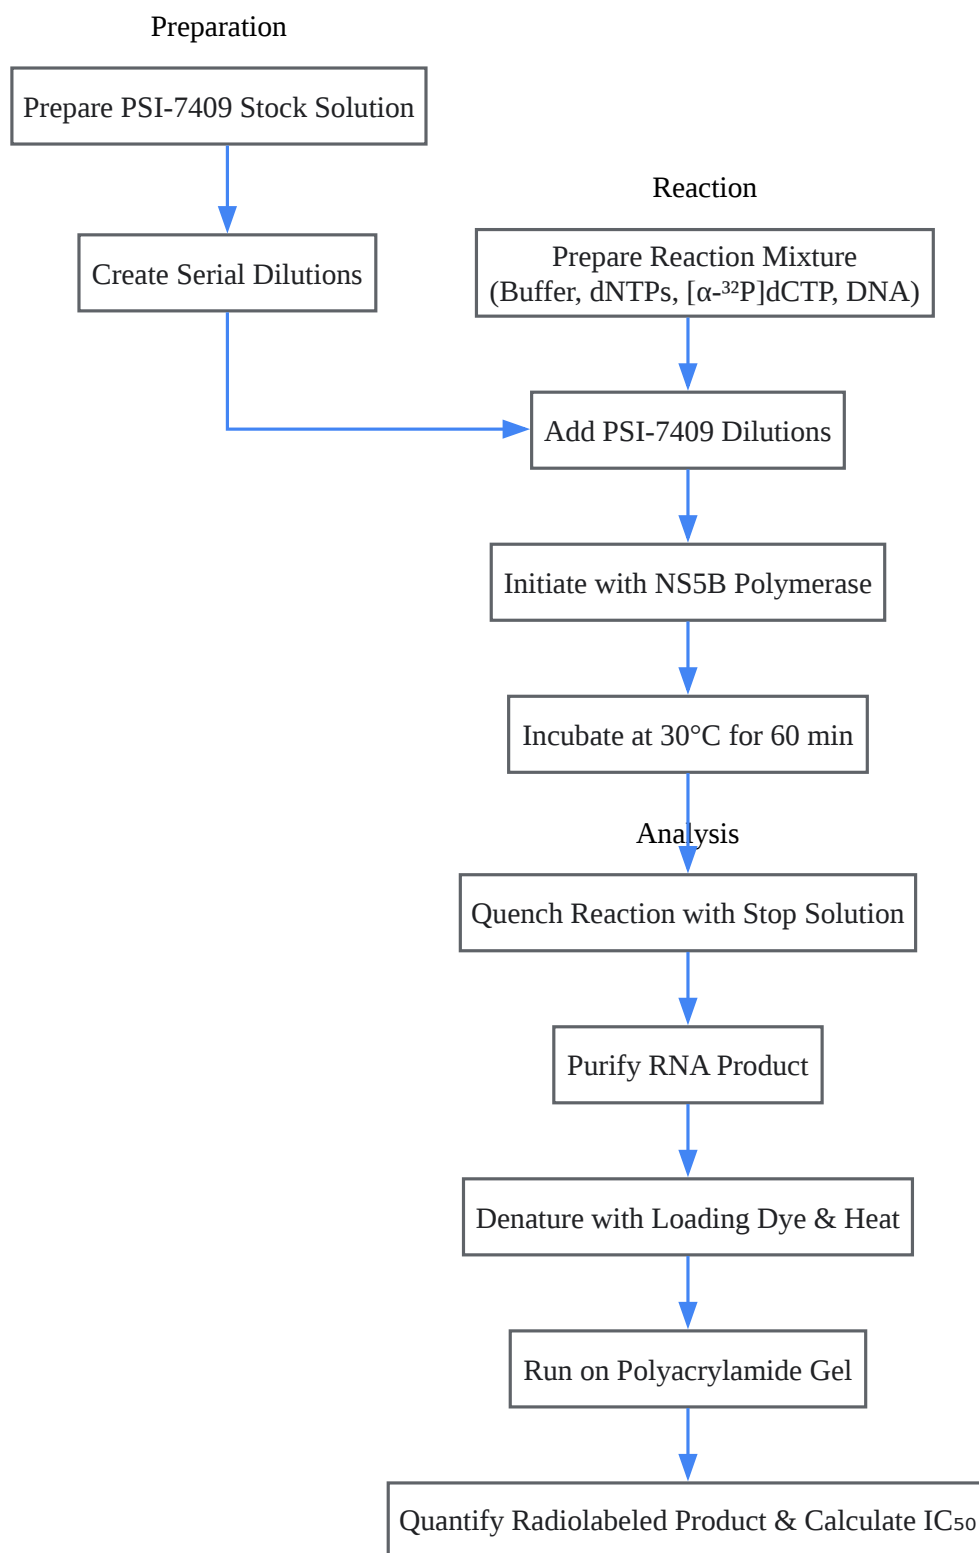 Preparation
Prepare PSI-7409 Stock Solution
Create Serial Dilutions
Reaction
Prepare Reaction Mixture
(Buffer, dNTPs, [α-³²P]dCTP, DNA)
Add PSI-7409 Dilutions
Initiate with NS5B Polymerase
Incubate at 30°C for 60 min
Analysis
Quench Reaction with Stop Solution
Purify RNA Product
Denature with Loading Dye & Heat
Run on Polyacrylamide Gel
Quantify Radiolabeled Product & Calculate IC₅₀